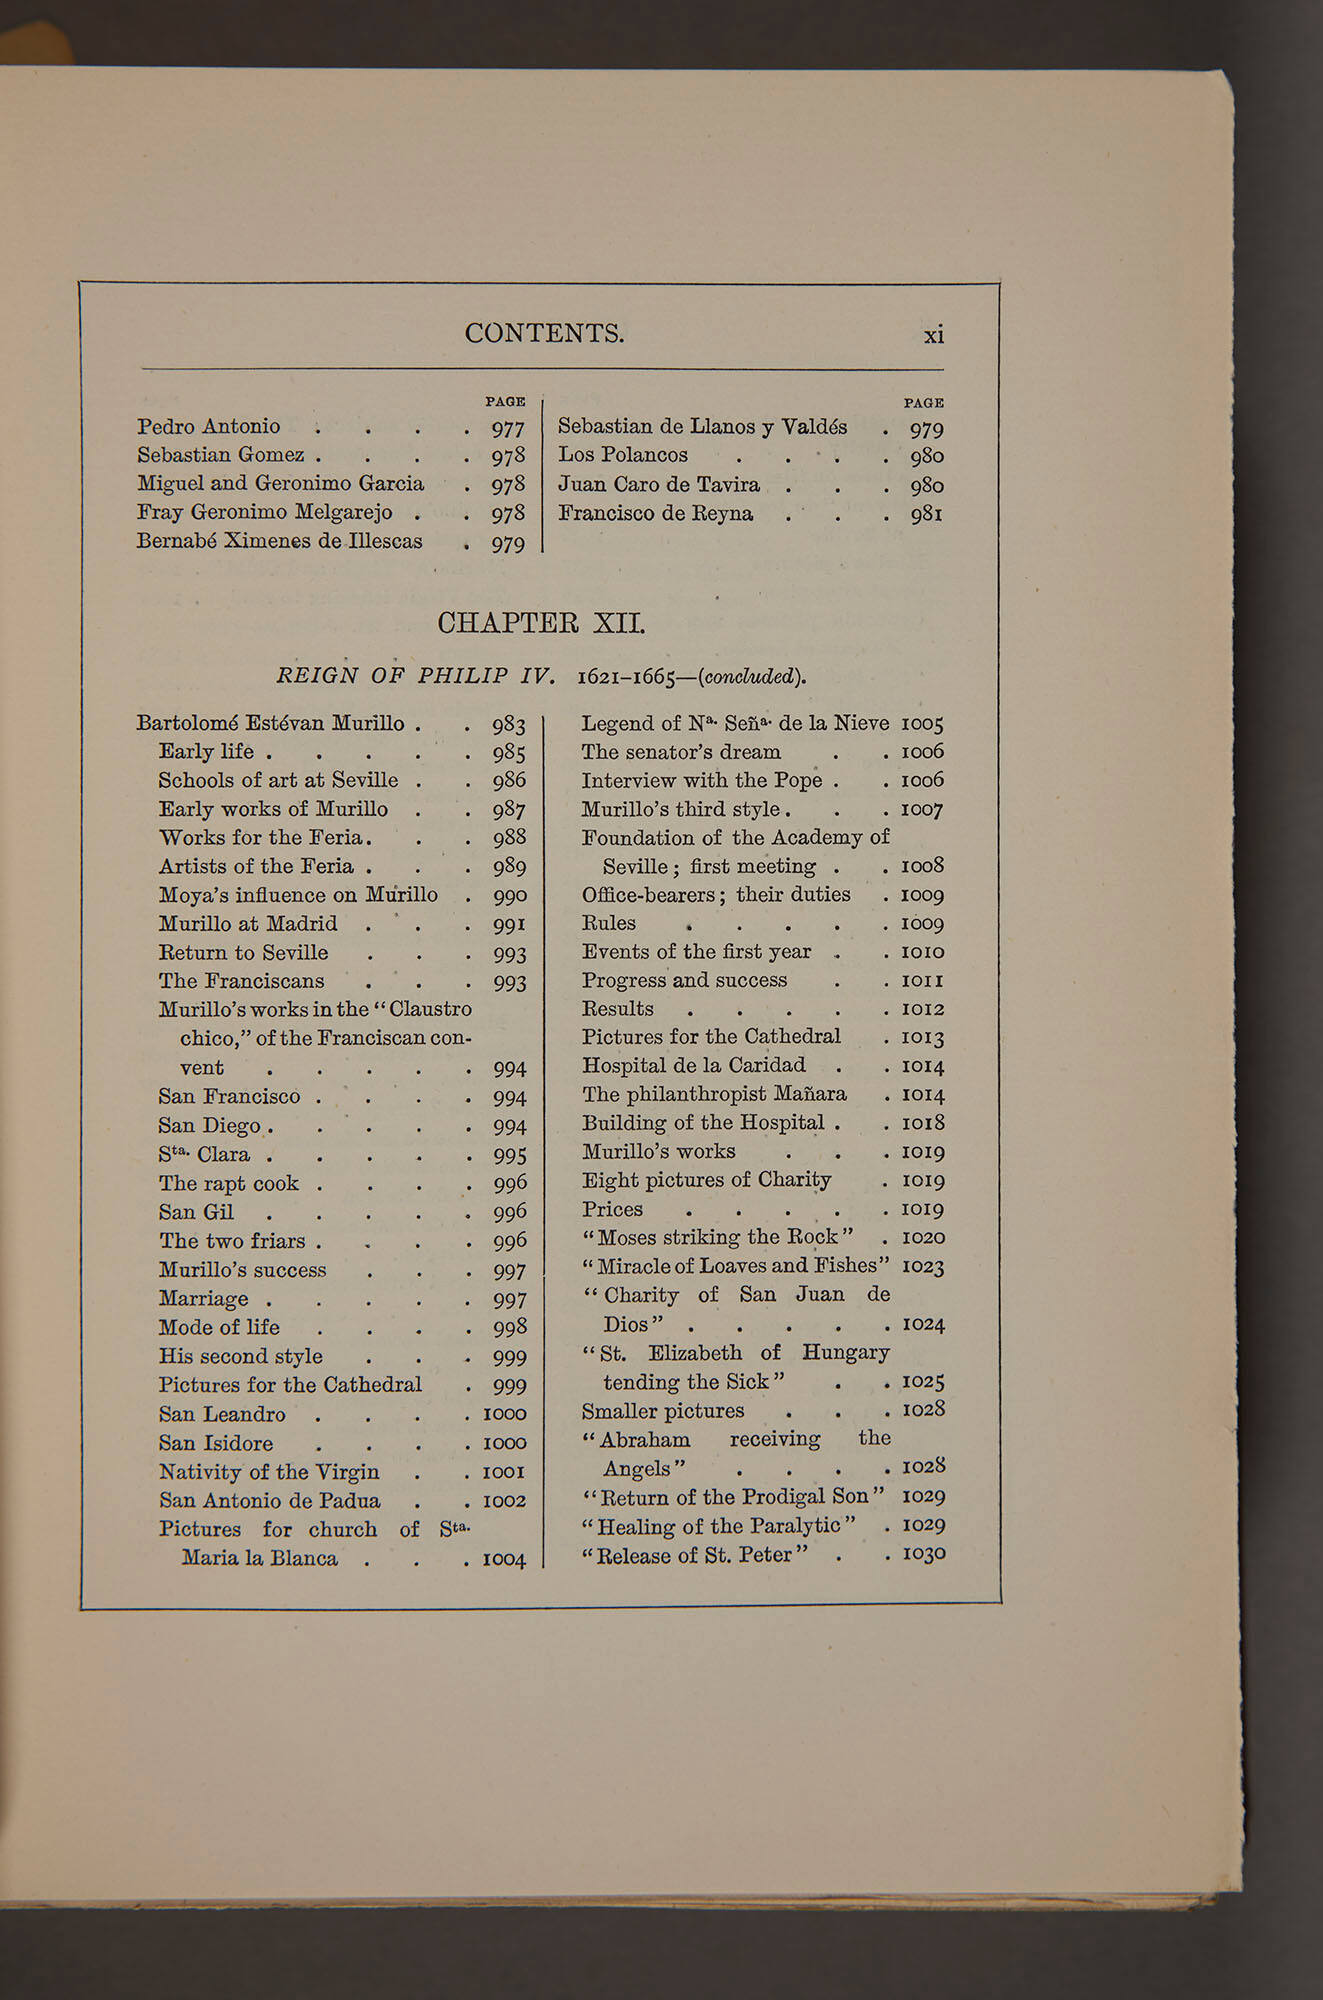 CONTENTS. xi
PAGE
Pedro Antonio . . . . 977
Sebastian Gomez . . . . 978
Miguel and Geronimo Garcia . 978
Fray Geronimo Melgarejo . . 978
Bernabé Ximenes de Illescas . 979
PAGE
Sebastian de Llanos y Valdés . 979
Los Polancos . . . . 980
Juan Caro de Tavira . . . 980
Francisco de Reyna . . . 981
CHAPTER XII.
REIGN OF PHILIP IV. 1621–1665—(concluded).
Bartolomé Estévan Murillo . . 983
Early life . . . . . 985
Schools of art at Seville . . 986
Early works of Murillo . . 987
Works for the Feria . . . 988
Artists of the Feria . . . 989
Moya's influence on Murillo . 990
Murillo at Madrid . . . 991
Return to Seville . . . 993
The Franciscans . . . 993
Murillo's works in the “Claustro
chico,” of the Franciscan con-
vent . . . . . 994
San Francisco . . . . 994
San Diego . . . . . 994
Sta. Clara . . . . . 995
The rapt cook . . . . 996
San Gil . . . . . 996
The two friars . . . . 996
Murillo's success . . . 997
Marriage . . . . . 997
Mode of life . . . . 998
His second style . . . 999
Pictures for the Cathedral . 999
San Leandro . . . . 1000
San Isidore . . . . 1000
Nativity of the Virgin . . 1001
San Antonio de Padua . . 1002
Pictures for church of Sta.
Maria la Blanca . . . 1004
Legend of Na. Seña. de la Nieve 1005
The senator's dream . . 1006
Interview with the Pope . . 1006
Murillo's third style . . . 1007
Foundation of the Academy of
Seville ; first meeting . . 1008
Office-bearers ; their duties . 1009
Rules . . . . . 1009
Events of the first year . . 1010
Progress and success . . 1011
Results . . . . . 1012
Pictures for the Cathedral . 1013
Hospital de la Caridad . . 1014
The philanthropist Mañara . 1014
Building of the Hospital . . 1018
Murillo's works . . . 1019
Eight pictures of Charity . 1019
Prices . . . . . 1019
“Moses striking the Rock” . 1020
“Miracle of Loaves and Fishes” 1023
“Charity of San Juan de
Dios” . . . . . 1024
“St. Elizabeth of Hungary
tending the Sick” . . 1025
Smaller pictures . . . 1028
“Abraham receiving the
Angels” . . . . 1028
“Return of the Prodigal Son” 1029
“Healing of the Paralytic” . 1029
“Release of St. Peter” . . 1030